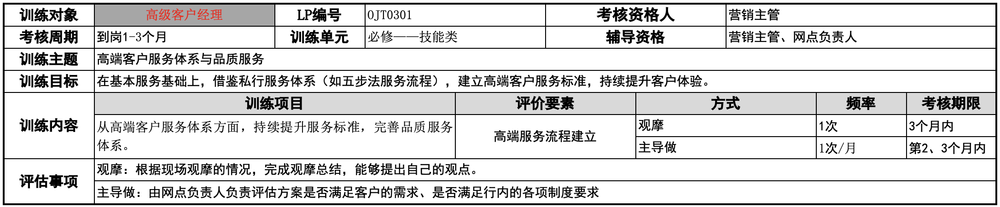 训练对象 高级客户经理 LP编号 OJT0301 考核资格人 营销主管
考核周期 到岗1-3个月 训练单元 必修——技能类 辅导资格 营销主管、网点负责人
训练主题 高端客户服务体系与品质服务
训练目标 在基本服务基础上，借鉴私行服务体系（如五步法服务流程），建立高端客户服务标准，持续提升客户体验。
训练内容 训练项目 评价要素 方式 频率 考核期限
从高端客户服务体系方面，持续提升服务标准，完善品质服务
体系。
高端服务流程建立
观摩 1次 3个月内
主导做 1次/月 第2、3个月内
评估事项
观摩：根据现场观摩的情况，完成观摩总结，能够提出自己的观点。
主导做：由网点负责人负责评估方案是否满足客户的需求、是否满足行内的各项制度要求